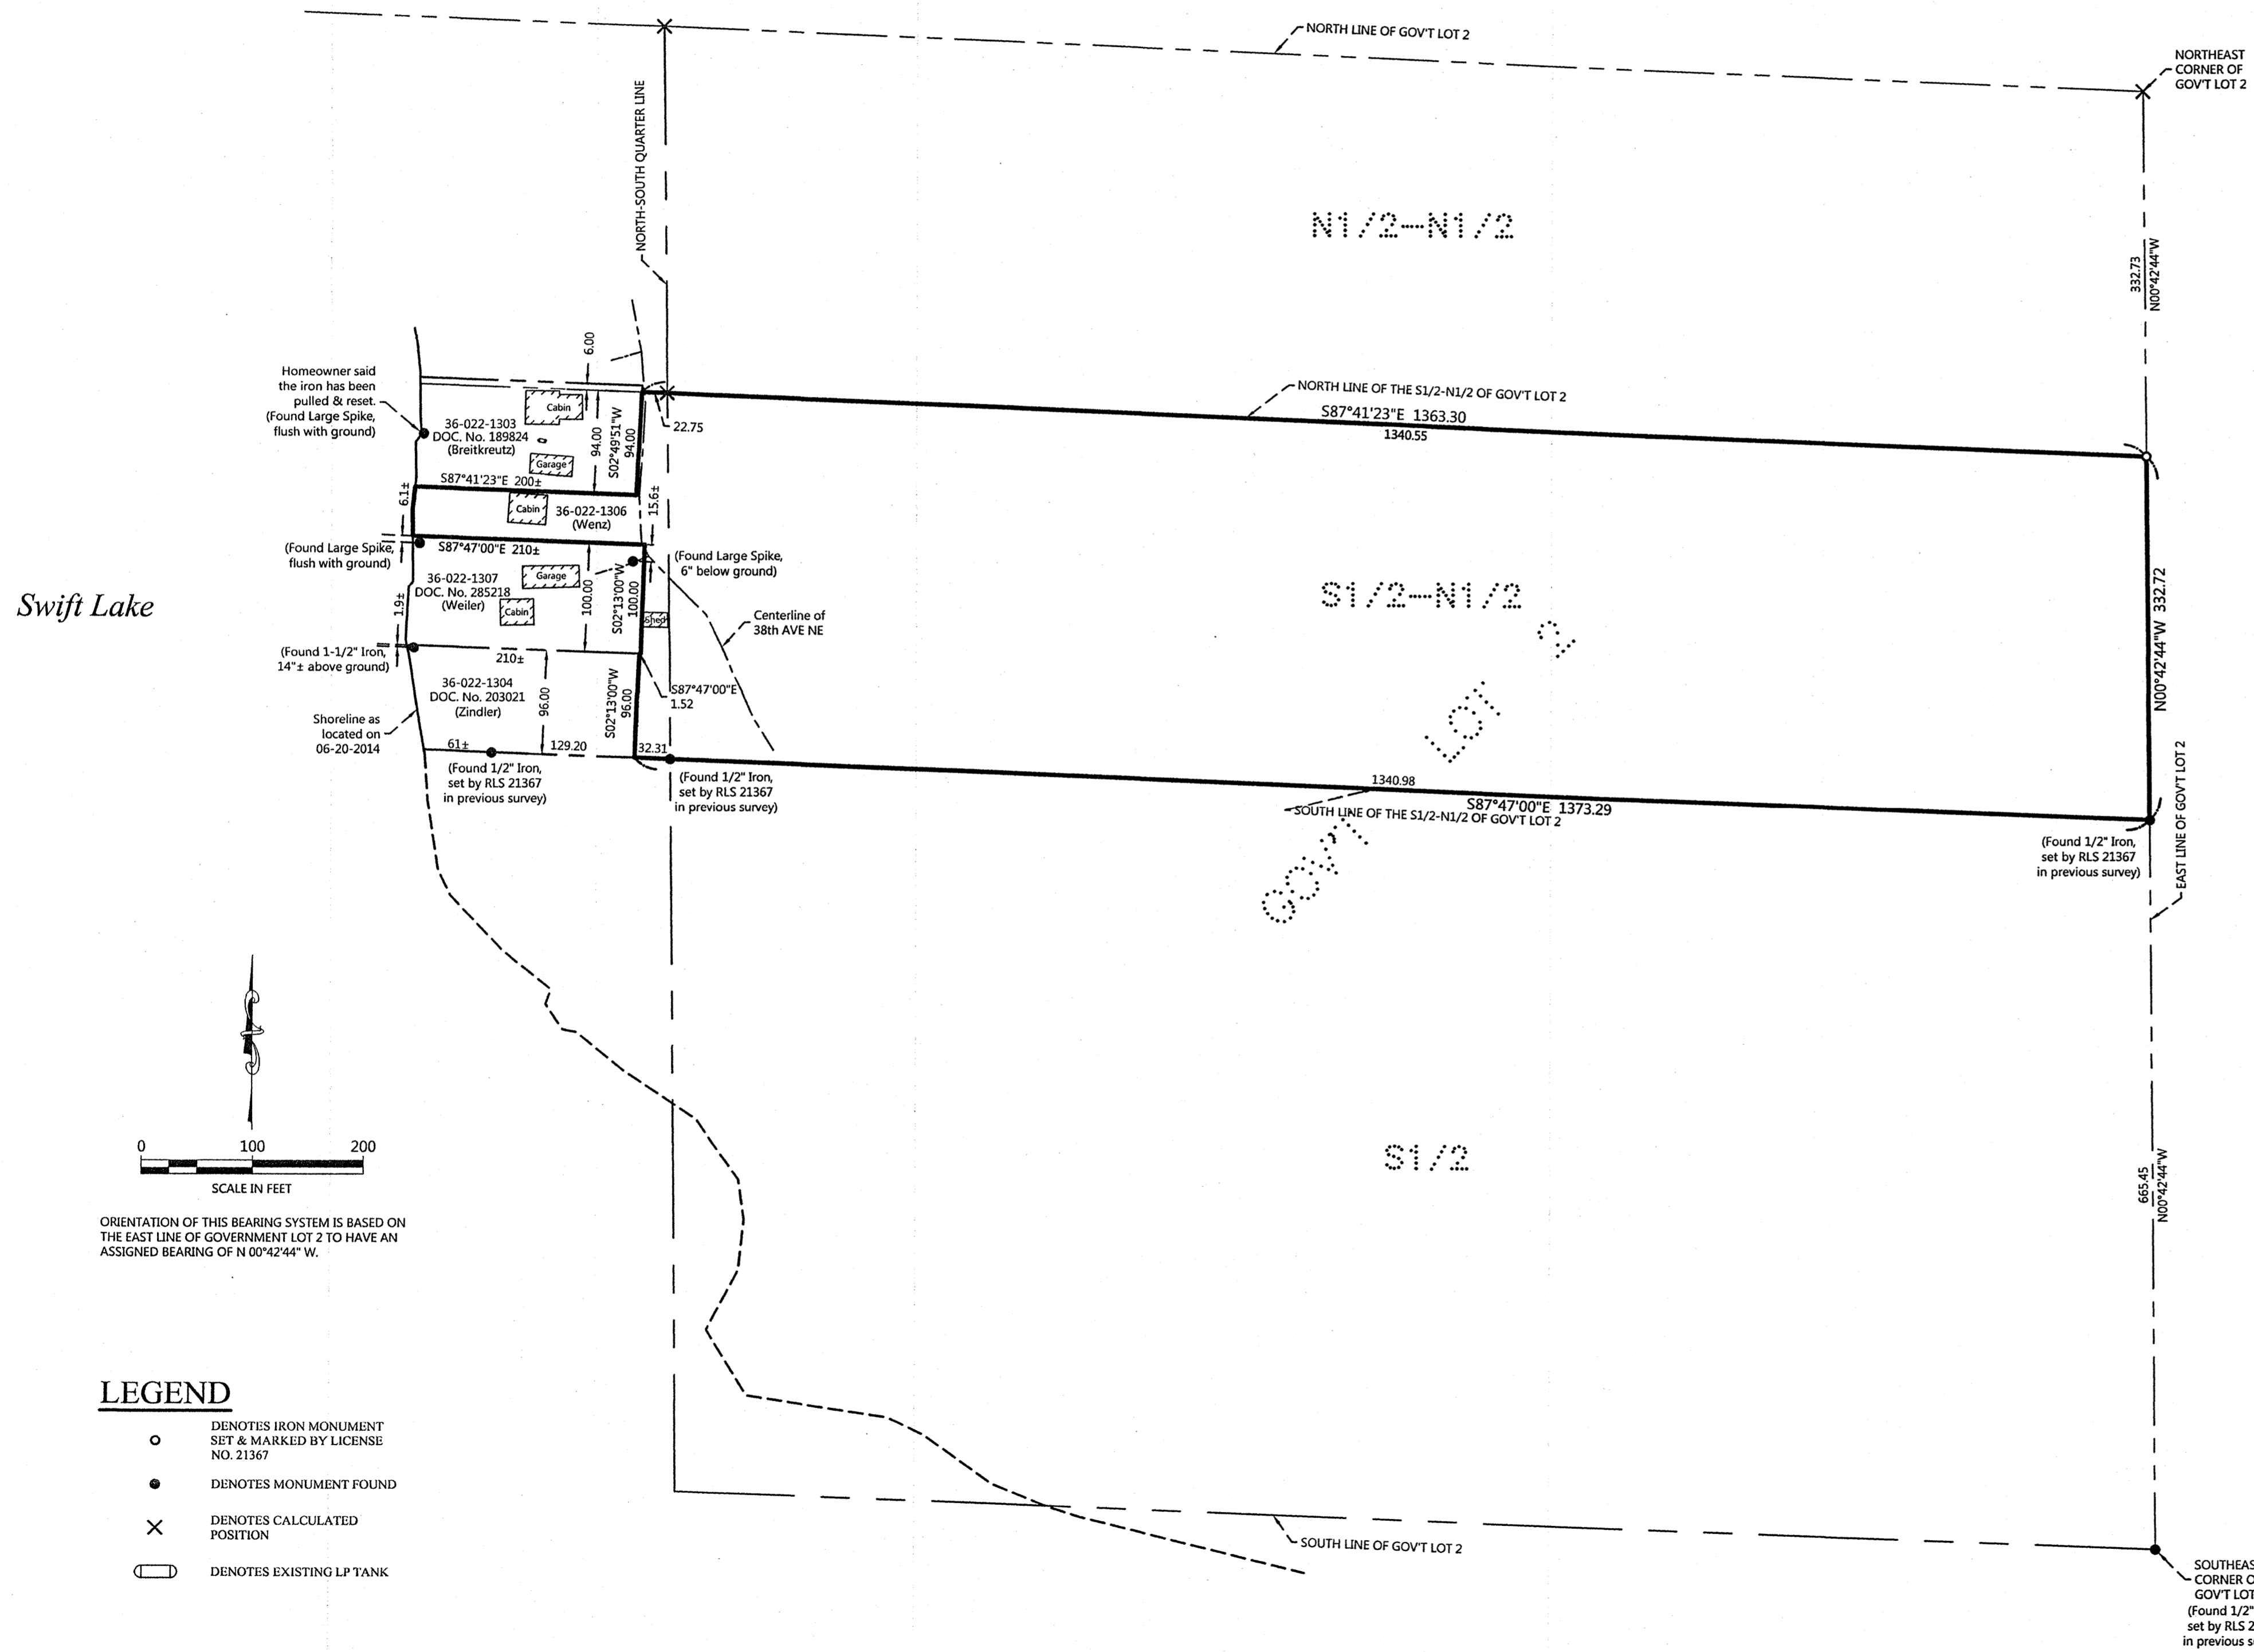 NORTH LINE OF GOV'T LOT 2
NORTHEAST
CORNER OF
GOV'T LOT 2
NORTH-SOUTH QUARTER LINE
N1/2-N1/2
332.73
N00°42'44"W
6.00
Homeowner said
the iron has been
pulled & reset.
(Found Large Spike,
flush with ground)
Cabin
36-022-1303
DOC. No. 189824
(Breitkreutz)
Garage
94.00
S02°49'51"W
94.00
22.75
NORTH LINE OF THE S1/2-N1/2 OF GOV'T LOT 2
S87°41'23"E 1363.30
1340.55
S87°41'23"E 200±
6.1±
Cabin
36-022-1306
(Wenz)
15.6±
(Found Large Spike,
flush with ground)
S87°47'00"E 210±
(Found Large Spike,
6" below ground)
36-022-1307
DOC. No. 285218
(Weiler)
Garage
Cabin
100.00
S02°13'00"W
100.00
Shed
1.9±
Swift Lake
Centerline of
38th AVE NE
S1/2-N1/2
N00°42'44"W 332.72
(Found 1-1/2" Iron,
14"± above ground)
210±
36-022-1304
DOC. No. 203021
(Zindler)
96.00
S02°13'00"W
96.00
S87°47'00"E
1.52
Shoreline as
located on
06-20-2014
61±
129.20
32.31
(Found 1/2" Iron,
set by RLS 21367
in previous survey)
(Found 1/2" Iron,
set by RLS 21367
in previous survey)
1340.98
S87°47'00"E 1373.29
SOUTH LINE OF THE S1/2-N1/2 OF GOV'T LOT 2
GOV'T LOT 2
(Found 1/2" Iron,
set by RLS 21367
in previous survey)
EAST LINE OF GOV'T LOT 2
0 100 200
SCALE IN FEET
ORIENTATION OF THIS BEARING SYSTEM IS BASED ON
THE EAST LINE OF GOVERNMENT LOT 2 TO HAVE AN
ASSIGNED BEARING OF N 00°42'44" W.
S1/2
665.45
N00°42'44"W
LEGEND
DENOTES IRON MONUMENT
SET & MARKED BY LICENSE
NO. 21367
DENOTES MONUMENT FOUND
DENOTES CALCULATED
POSITION
DENOTES EXISTING LP TANK
SOUTH LINE OF GOV'T LOT 2
SOUTHEAS
CORNER O
GOV'T LOT
(Found 1/2"
set by RLS 2
in previous s